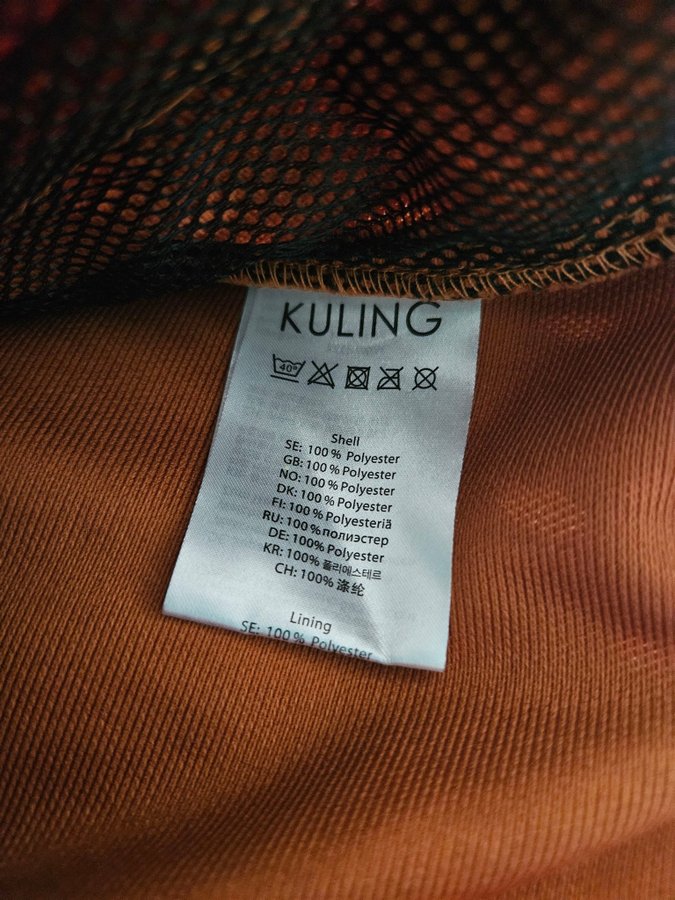 KULING
40°
Shell
SE: 100 % Polyester
GB: 100 % Polyester
NO: 100 % Polyester
DK: 100 % Polyester
FI: 100 % Polyesteriä
RU: 100 % полиэстер
DE: 100% Polyester
KR: 100% 폴리에스테르
CH: 100% 涤纶
Lining
SE: 100 % Polyester